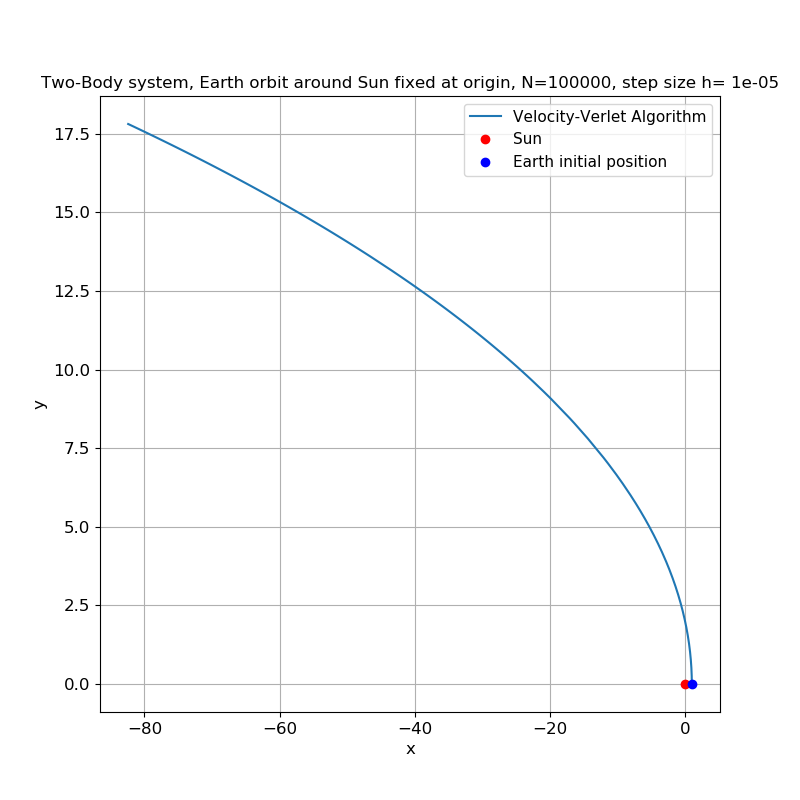 Two-Body system, Earth orbit around Sun fixed at origin, N=100000, step size h= 1e-05
Velocity-Verlet Algorithm
Sun
Earth initial position
17.5
15.0
12.5
10.0
7.5
5.0
2.5
0.0
y
−80 −60 −40 −20 0
x